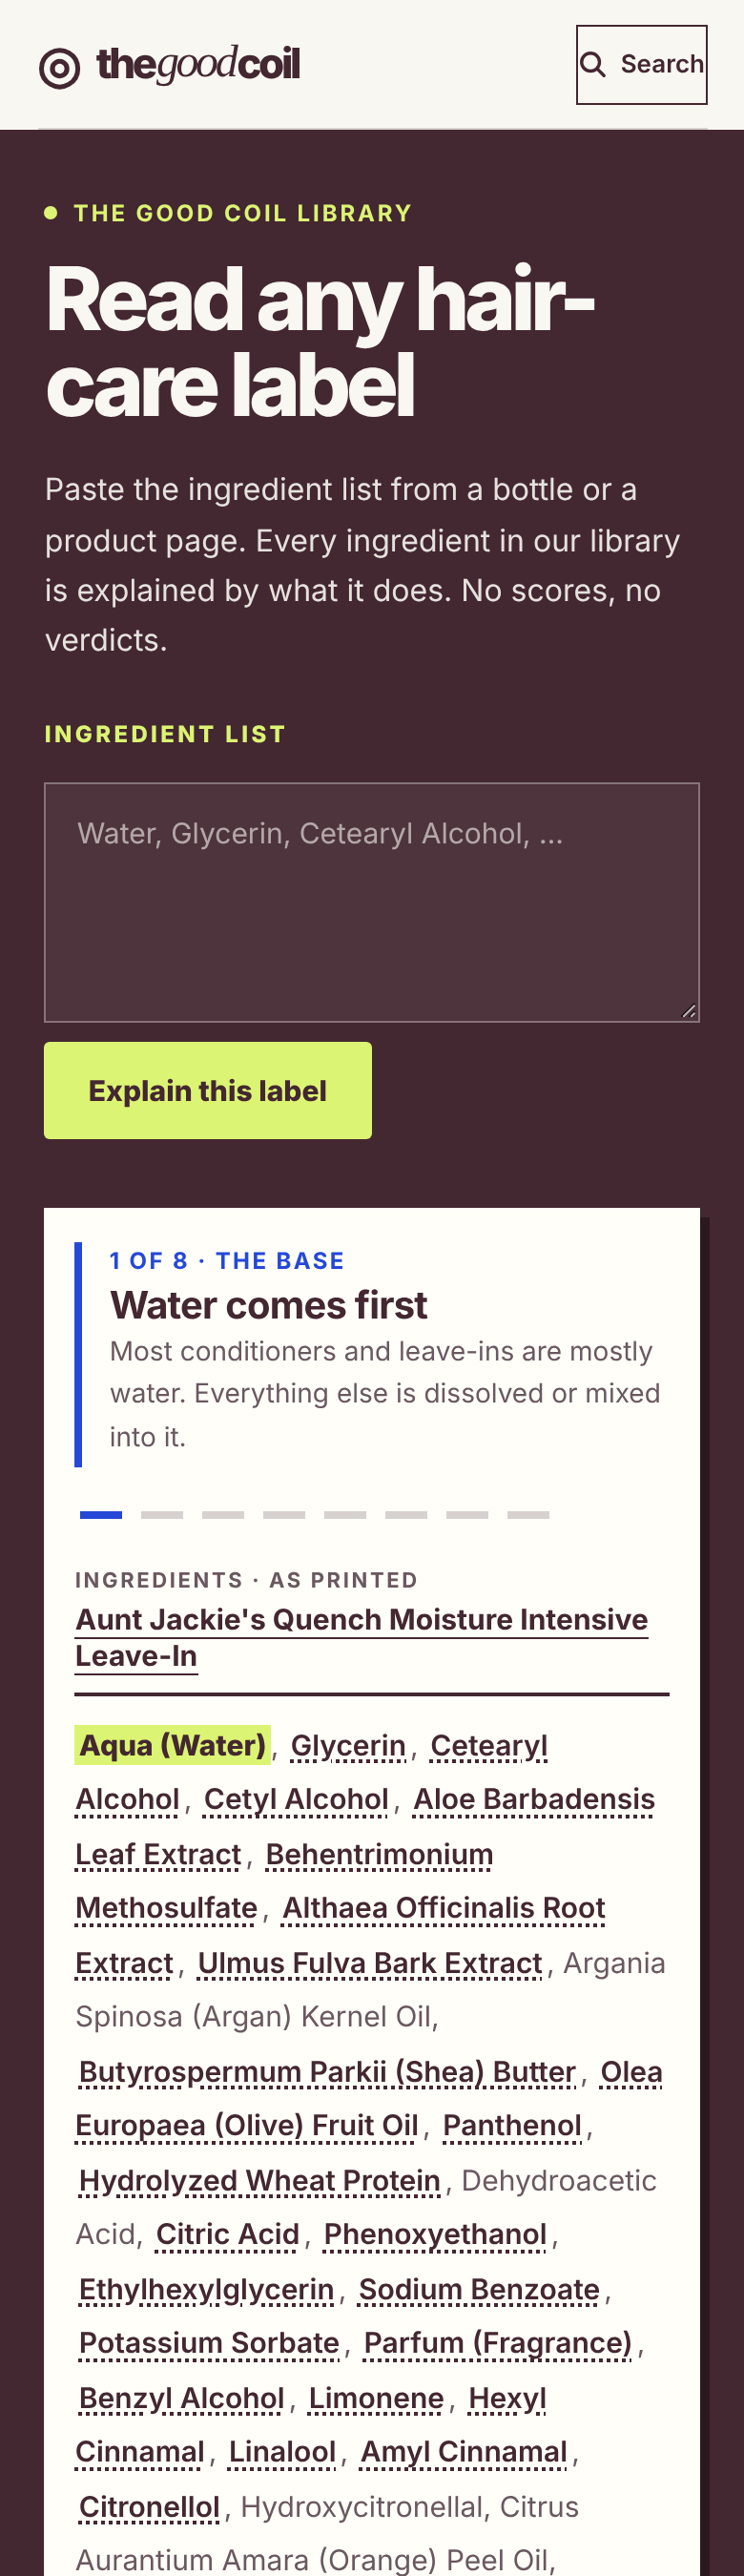 thegoodcoil
Search
THE GOOD COIL LIBRARY
Read any hair-
care label
Paste the ingredient list from a bottle or a
product page. Every ingredient in our library
is explained by what it does. No scores, no
verdicts.
INGREDIENT LIST
Water, Glycerin, Cetearyl Alcohol, ...
Explain this label
1 OF 8 · THE BASE
Water comes first
Most conditioners and leave-ins are mostly
water. Everything else is dissolved or mixed
into it.
INGREDIENTS · AS PRINTED
Aunt Jackie's Quench Moisture Intensive
Leave-In
Aqua (Water), Glycerin, Cetearyl
Alcohol, Cetyl Alcohol, Aloe Barbadensis
Leaf Extract, Behentrimonium
Methosulfate, Althaea Officinalis Root
Extract, Ulmus Fulva Bark Extract, Argania
Spinosa (Argan) Kernel Oil,
Butyrospermum Parkii (Shea) Butter, Olea
Europaea (Olive) Fruit Oil, Panthenol,
Hydrolyzed Wheat Protein, Dehydroacetic
Acid, Citric Acid, Phenoxyethanol,
Ethylhexylglycerin, Sodium Benzoate,
Potassium Sorbate, Parfum (Fragrance),
Benzyl Alcohol, Limonene, Hexyl
Cinnamal, Linalool, Amyl Cinnamal,
Citronellol, Hydroxycitronellal, Citrus
Aurantium Amara (Orange) Peel Oil,